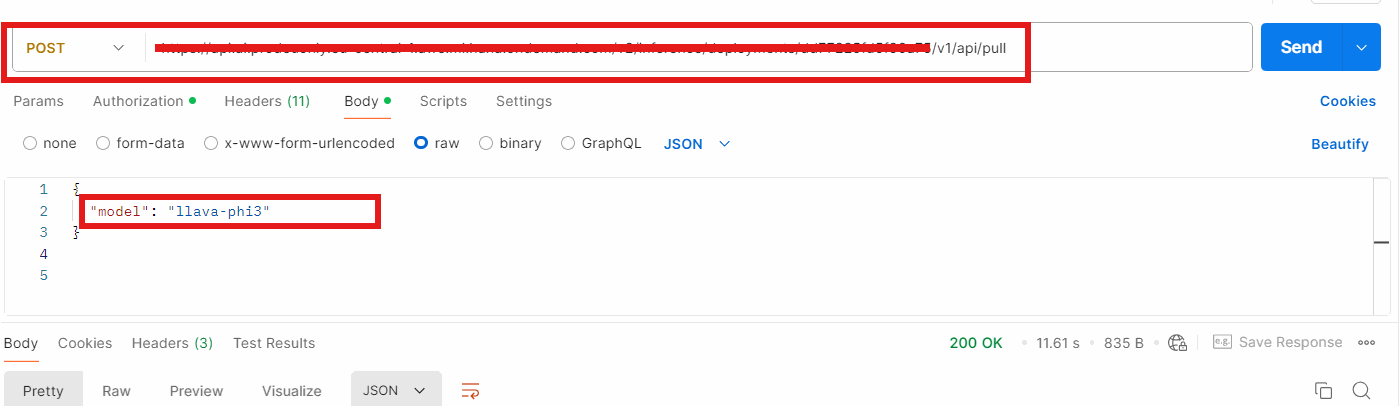 POST /v1/api/pull Send
Params Authorization Headers (11) Body Scripts Settings Cookies
none form-data x-www-form-urlencoded raw binary GraphQL JSON Beautify
1 {
2 "model": "llava-phi3"
3 }
4
5
Body Cookies Headers (3) Test Results 200 OK 11.61 s 835 B e.g. Save Response
Pretty Raw Preview Visualize JSON